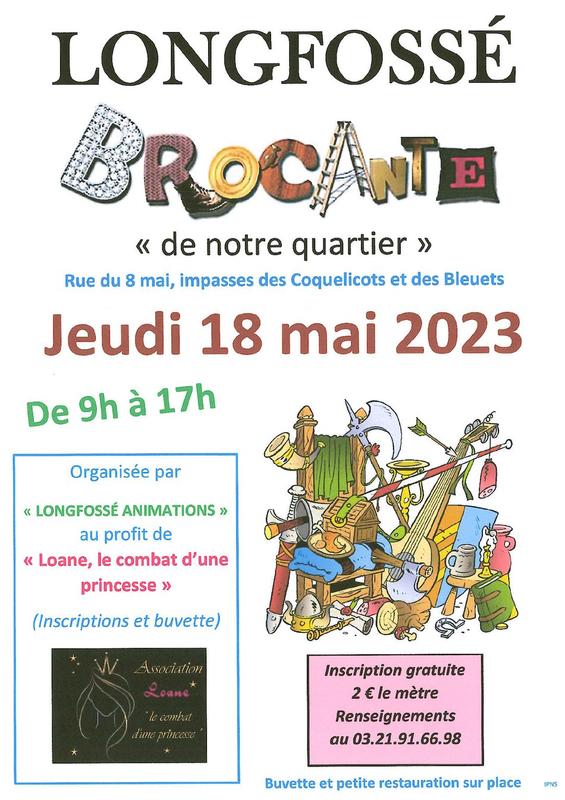 LONGFOSSÉ
BROCANTE
« de notre quartier »
Rue du 8 mai, impasses des Coquelicots et des Bleuets
Jeudi 18 mai 2023
De 9h à 17h
Organisée par
« LONGFOSSÉ ANIMATIONS »
au profit de
« Loane, le combat d'une
princesse »
(Inscriptions et buvette)
Association
Loane
"le combat
d'une princesse"
Inscription gratuite
2 € le mètre
Renseignements
au 03.21.91.66.98
Buvette et petite restauration sur place
IPNS